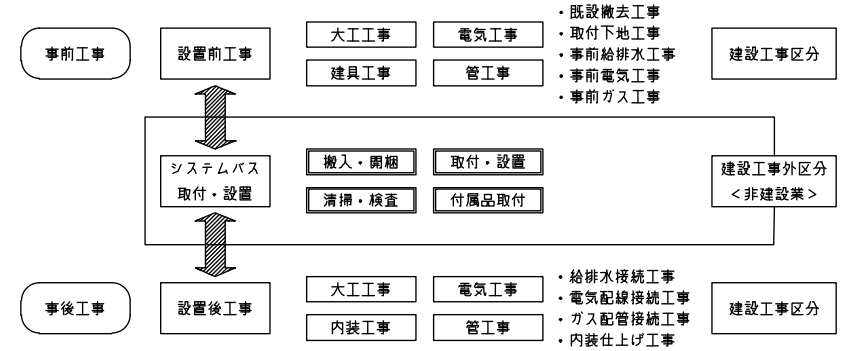 事前工事
設置前工事
大工工事
電気工事
建具工事
管工事
・既設撤去工事
・取付下地工事
・事前給排水工事
・事前電気工事
・事前ガス工事
建設工事区分
システムバス
取付・設置
搬入・開梱
取付・設置
清掃・検査
付属品取付
建設工事外区分
<非建設業>
事後工事
設置後工事
大工工事
電気工事
内装工事
管工事
・給排水接続工事
・電気配線接続工事
・ガス配管接続工事
・内装仕上げ工事
建設工事区分